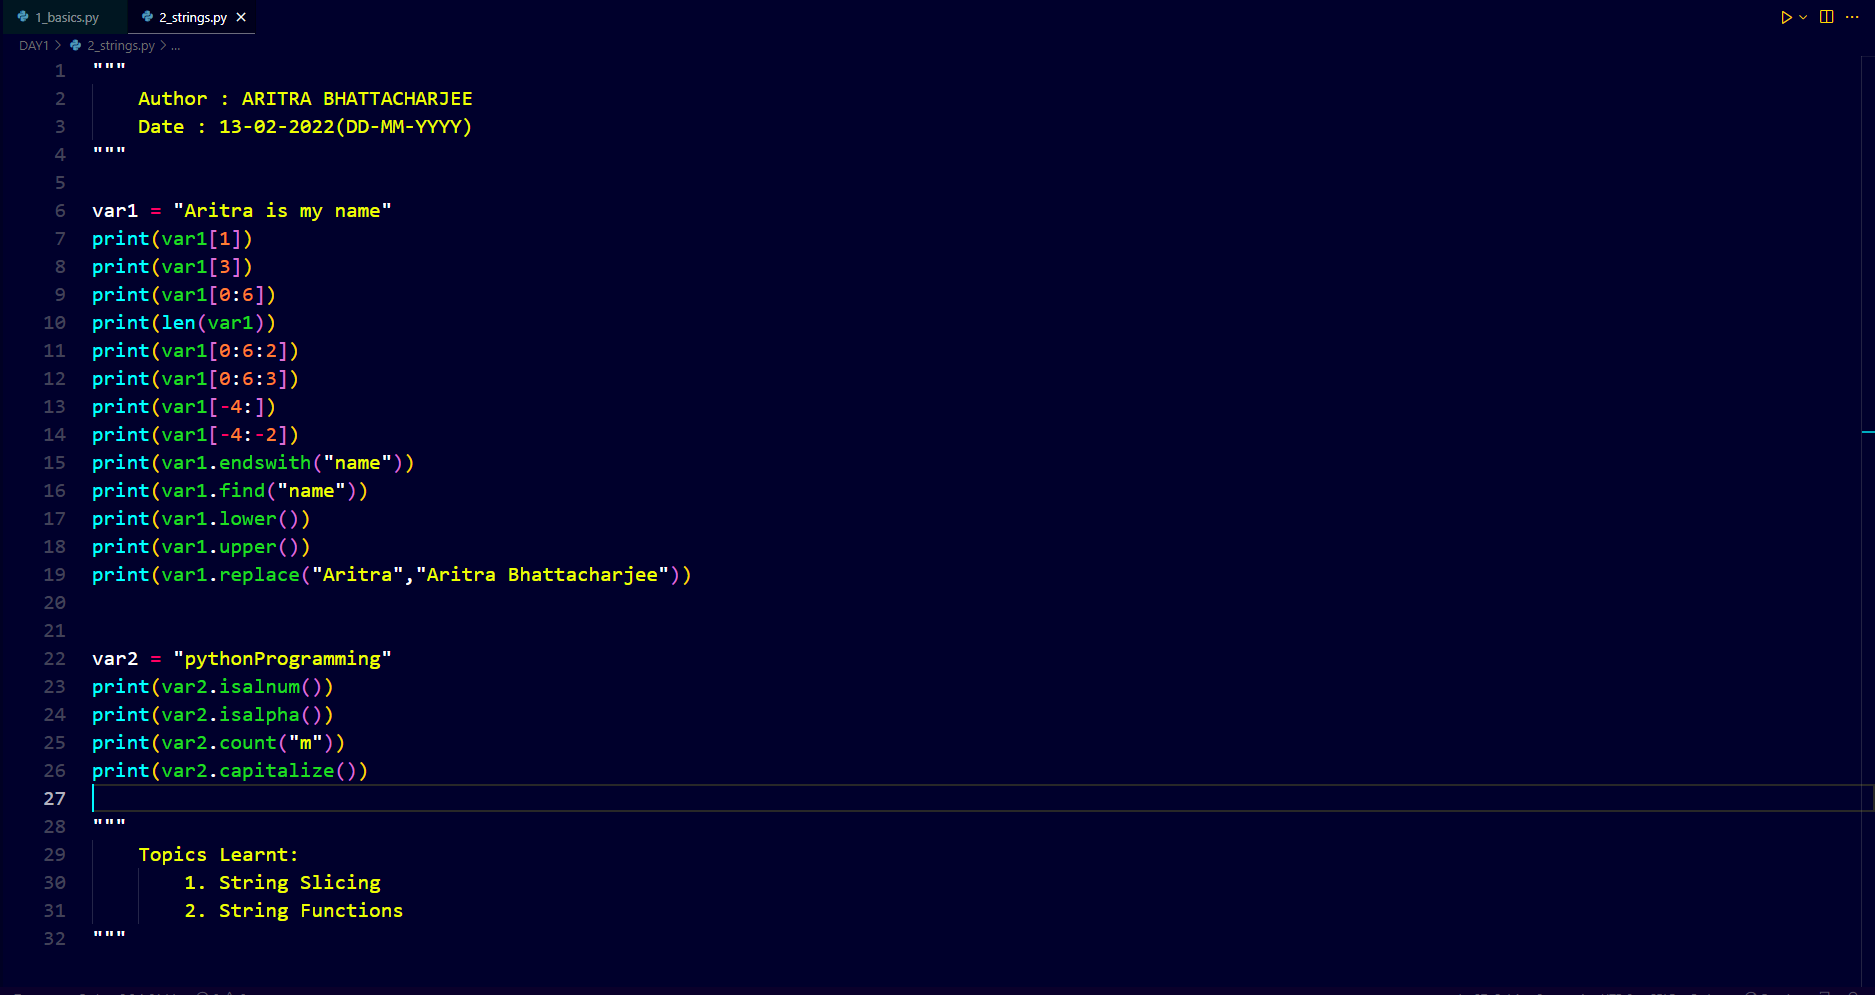 1_basics.py 2_strings.py ×
DAY1 > 2_strings.py > ...
1 """
2     Author : ARITRA BHATTACHARJEE
3     Date : 13-02-2022(DD-MM-YYYY)
4 """
5
6 var1 = "Aritra is my name"
7 print(var1[1])
8 print(var1[3])
9 print(var1[0:6])
10 print(len(var1))
11 print(var1[0:6:2])
12 print(var1[0:6:3])
13 print(var1[-4:])
14 print(var1[-4:-2])
15 print(var1.endswith("name"))
16 print(var1.find("name"))
17 print(var1.lower())
18 print(var1.upper())
19 print(var1.replace("Aritra","Aritra Bhattacharjee"))
20
21
22 var2 = "pythonProgramming"
23 print(var2.isalnum())
24 print(var2.isalpha())
25 print(var2.count("m"))
26 print(var2.capitalize())
27
28 """
29     Topics Learnt:
30         1. String Slicing
31         2. String Functions
32 """